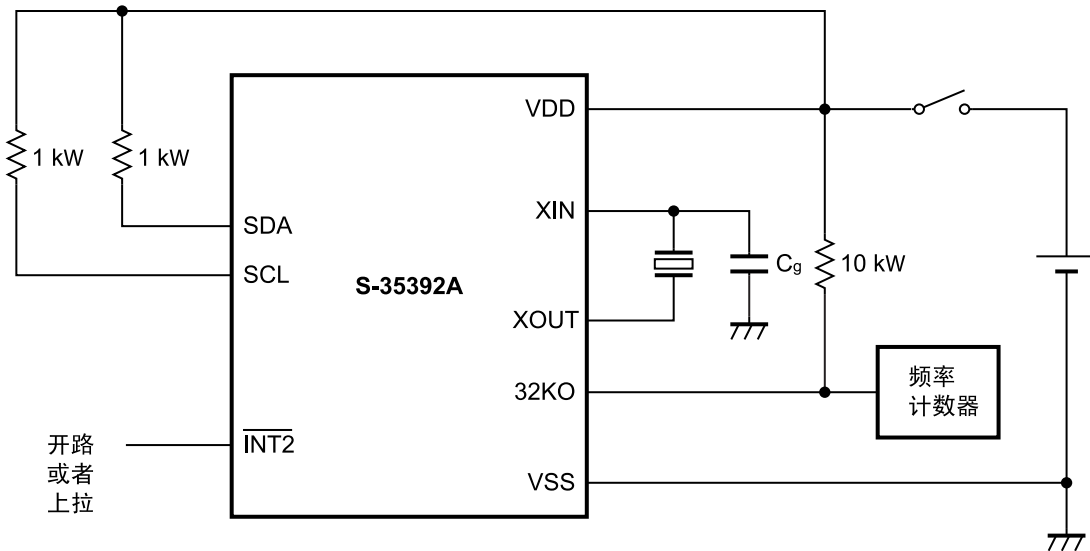 VDD
1 kW
1 kW
XIN
SDA
SCL
S-35392A
Cg
10 kW
XOUT
32KO
频率
计数器
开路
或者
上拉
INT2
VSS